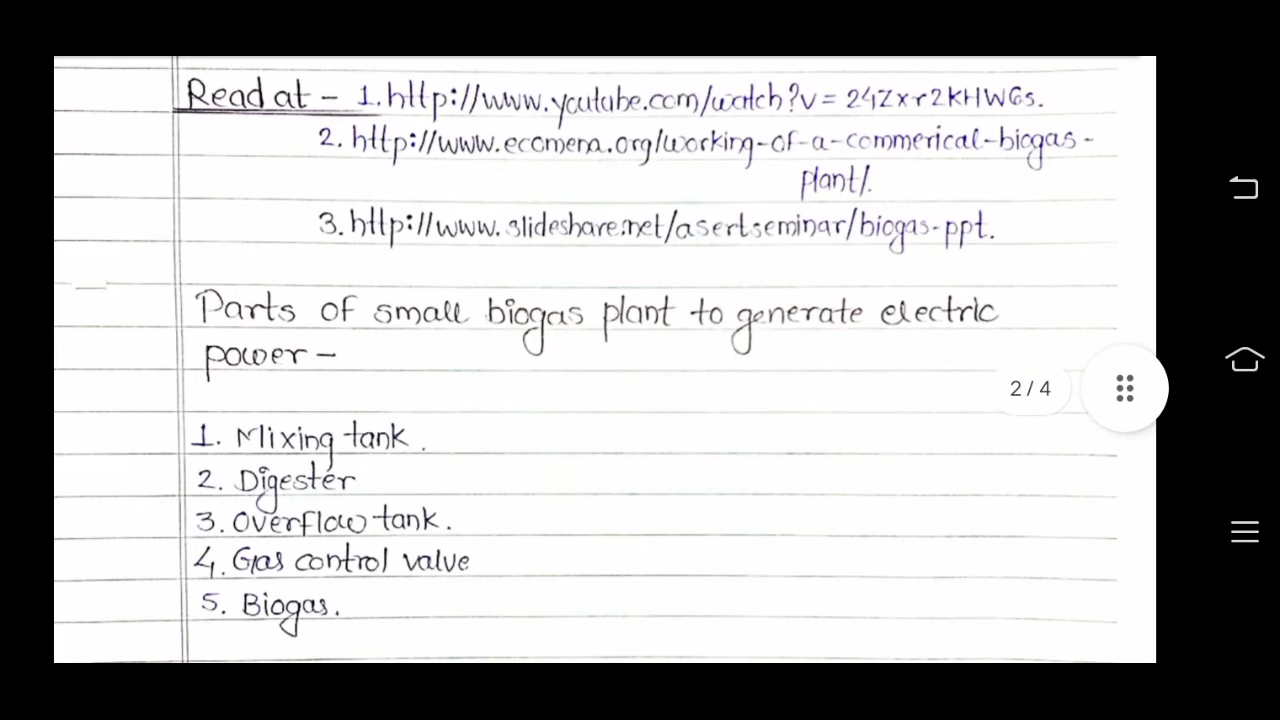 Read at - 1. http://www.youtube.com/watch?v=24Zxr2KHWGs.
2. http://www.ecomena.org/working-of-a-commerical-biogas-
plant/.
3. http://www.slideshare.net/asertseminar/biogas-ppt.
Parts of small biogas plant to generate electric
power -
2 / 4
1. Mixing tank.
2. Digester
3. Overflow tank.
4. Gas control valve
5. Biogas.